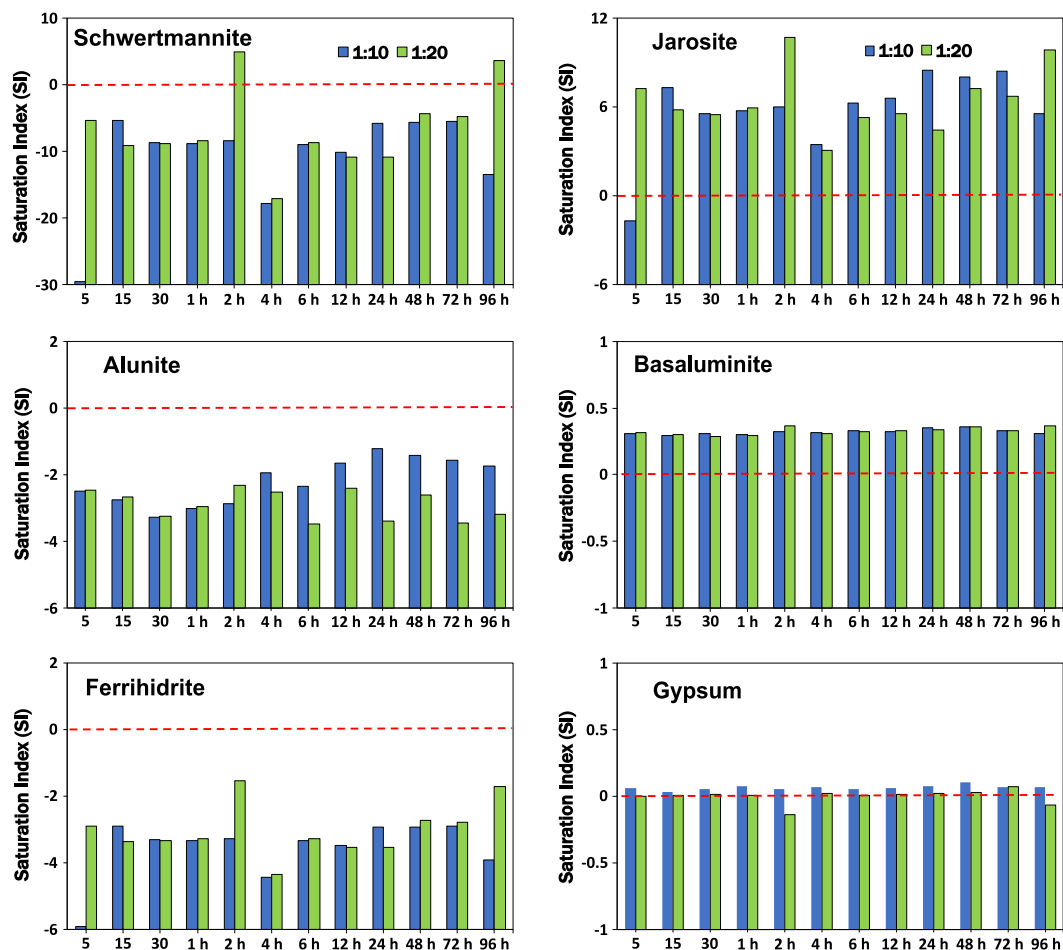 Schwertmannite
1:10 1:20
Saturation Index (SI)
10
0
-10
-20
-30
5 15 30 1 h 2 h 4 h 6 h 12 h 24 h 48 h 72 h 96 h
Jarosite
1:10 1:20
Saturation Index (SI)
12
6
0
-6
5 15 30 1 h 2 h 4 h 6 h 12 h 24 h 48 h 72 h 96 h
Alunite
Saturation Index (SI)
2
0
-2
-4
-6
5 15 30 1 h 2 h 4 h 6 h 12 h 24 h 48 h 72 h 96 h
Basaluminite
Saturation Index (SI)
1
0.5
0
-0.5
-1
5 15 30 1 h 2 h 4 h 6 h 12 h 24 h 48 h 72 h 96 h
Ferrihidrite
Saturation Index (SI)
2
0
-2
-4
-6
5 15 30 1 h 2 h 4 h 6 h 12 h 24 h 48 h 72 h 96 h
Gypsum
Saturation Index (SI)
1
0.5
0
-0.5
-1
5 15 30 1 h 2 h 4 h 6 h 12 h 24 h 48 h 72 h 96 h